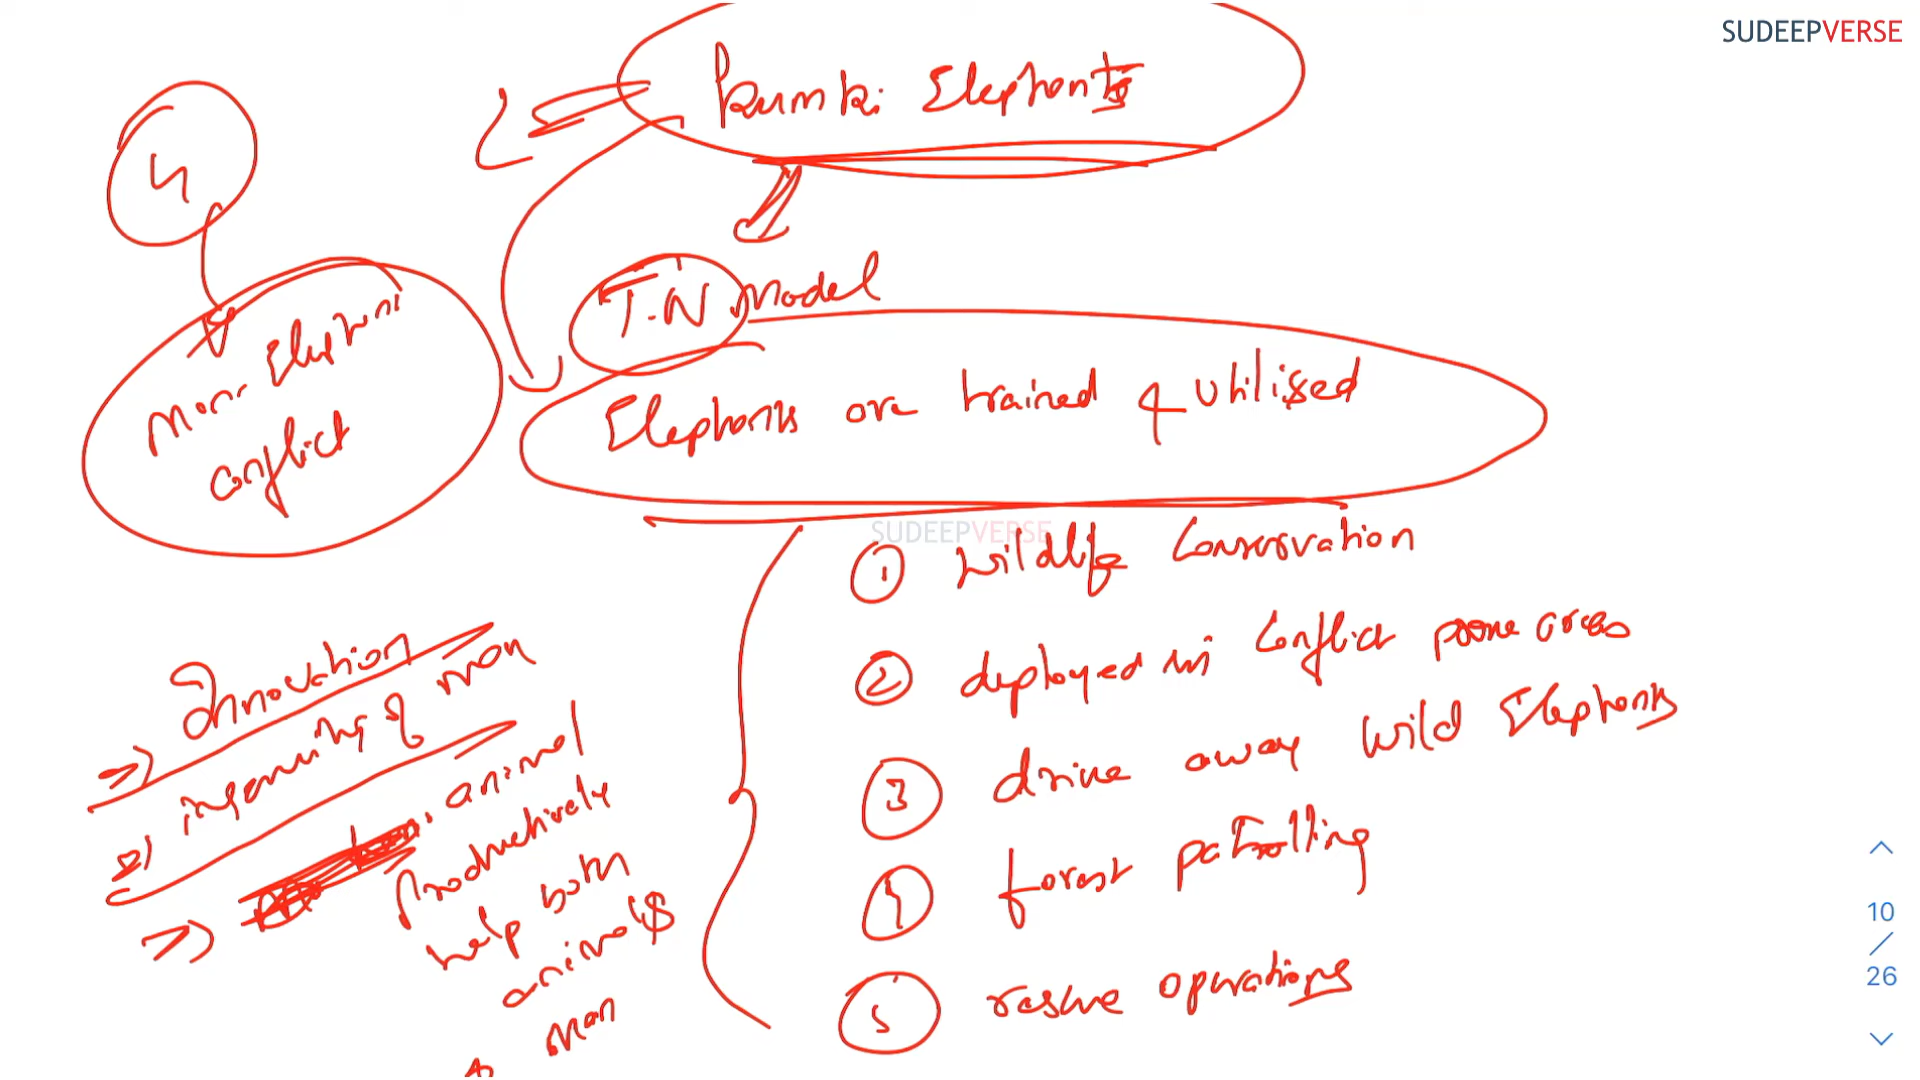 SUDEEPVERSE
Kumki Elephants
4
T.N Model
Man-Elephant
conflict
Elephants are trained & utilised
SUDEEPVERSE
1 Wildlife Conservation
2 deployed in Conflict prone areas
3 drive away Wild Elephants
4 forest patrolling
5 rescue operations
=> Innovation
=> ingenuity of man
=> animal
productively
help both
animals
man
10
/
26